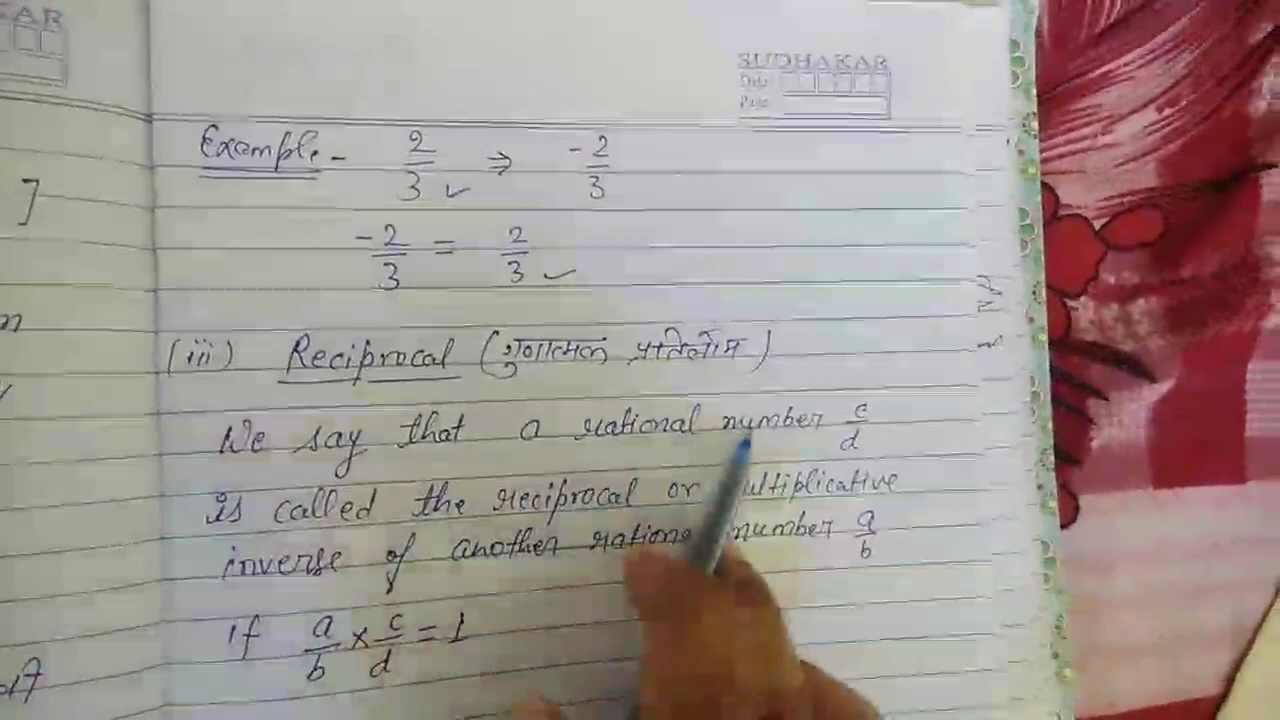 KAR
SUDHAKAR
Date
Page
Example - 2/3 ✓ ⇒ -2/3
-2/3 = 2/3 ✓
(iii) Reciprocal (गुणात्मक प्रतिलोम)
We say that a rational number c/d
is called the reciprocal or multiplicative
inverse of another rational number a/b
if a/b × c/d = 1